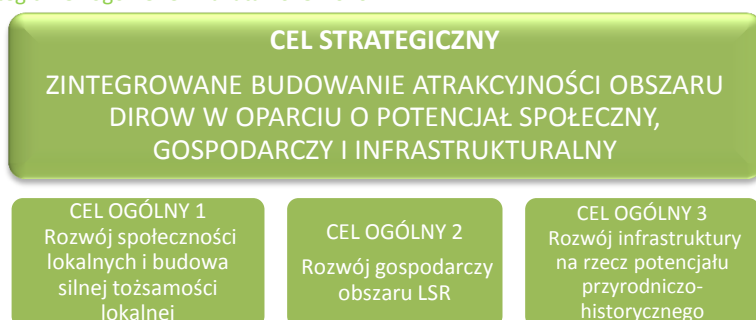 CEL STRATEGICZNY
ZINTEGROWANE BUDOWANIE ATRAKCYJNOŚCI OBSZARU
DIROW W OPARCIU O POTENCJAŁ SPOŁECZNY,
GOSPODARCZY I INFRASTRUKTURALNY
CEL OGÓLNY 1
Rozwój społeczności
lokalnych i budowa
silnej tożsamości
lokalnej
CEL OGÓLNY 2
Rozwój gospodarczy
obszaru LSR
CEL OGÓLNY 3
Rozwój infrastruktury
na rzecz potencjału
przyrodniczo-
historycznego